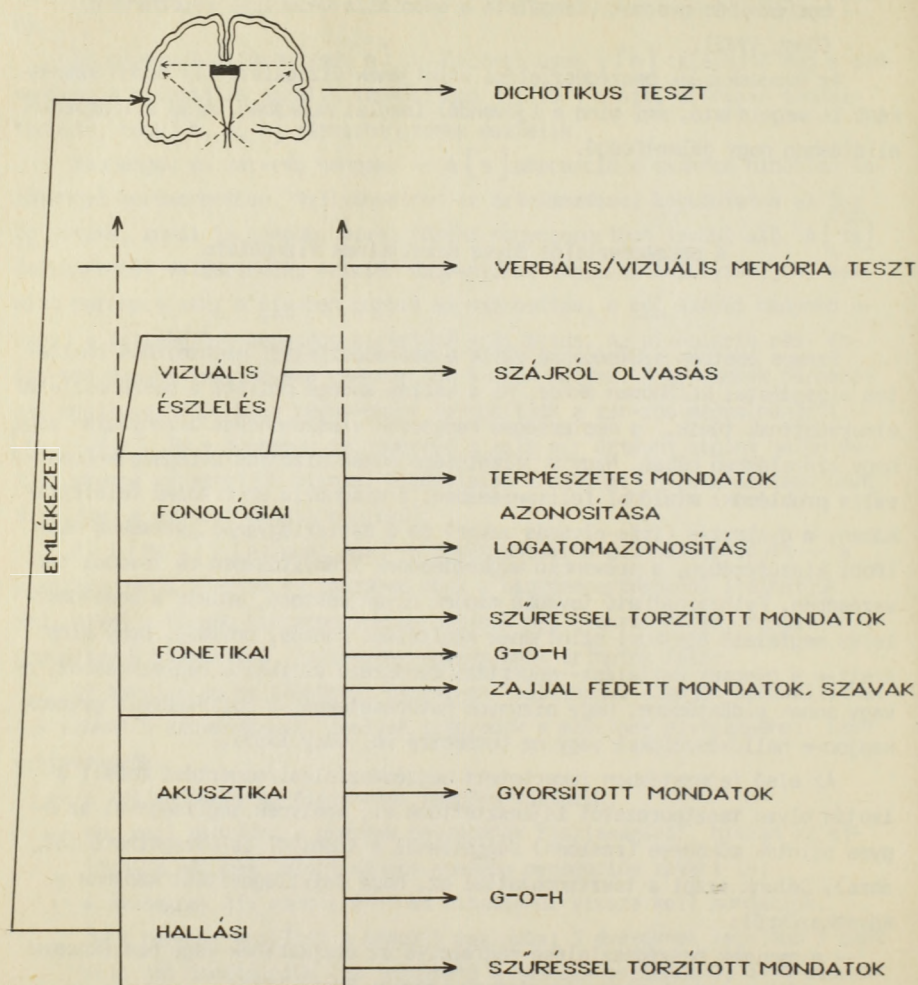 DICHOTIKUS TESZT
VERBÁLIS/VIZUÁLIS MEMÓRIA TESZT
VIZUÁLIS
ÉSZLELÉS
SZÁJRÓL OLVASÁS
EMLÉKEZET
FONOLÓGIAI
TERMÉSZETES MONDATOK
AZONOSÍTÁSA
LOGATOMAZONOSÍTÁS
FONETIKAI
SZŰRÉSSEL TORZÍTOTT MONDATOK
G-O-H
ZAJJAL FEDETT MONDATOK, SZAVAK
AKUSZTIKAI
GYORSÍTOTT MONDATOK
HALLÁSI
G-O-H
SZŰRÉSSEL TORZÍTOTT MONDATOK